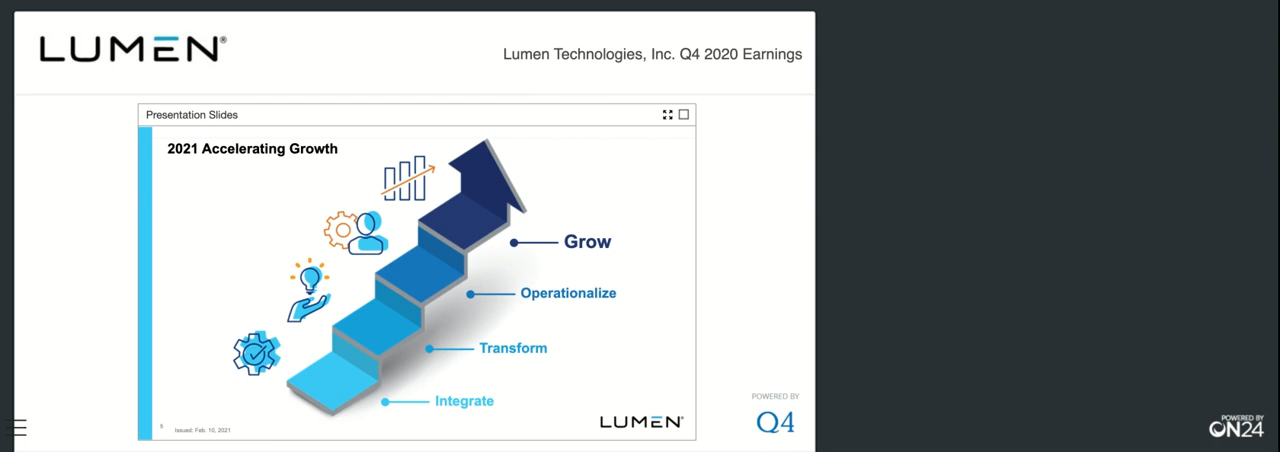 LUMEN®
Lumen Technologies, Inc. Q4 2020 Earnings
Presentation Slides
2021 Accelerating Growth
Grow
Operationalize
Transform
Integrate
5
Issued: Feb. 10, 2021
LUMEN®
POWERED BY
Q4
POWERED BY
ON24